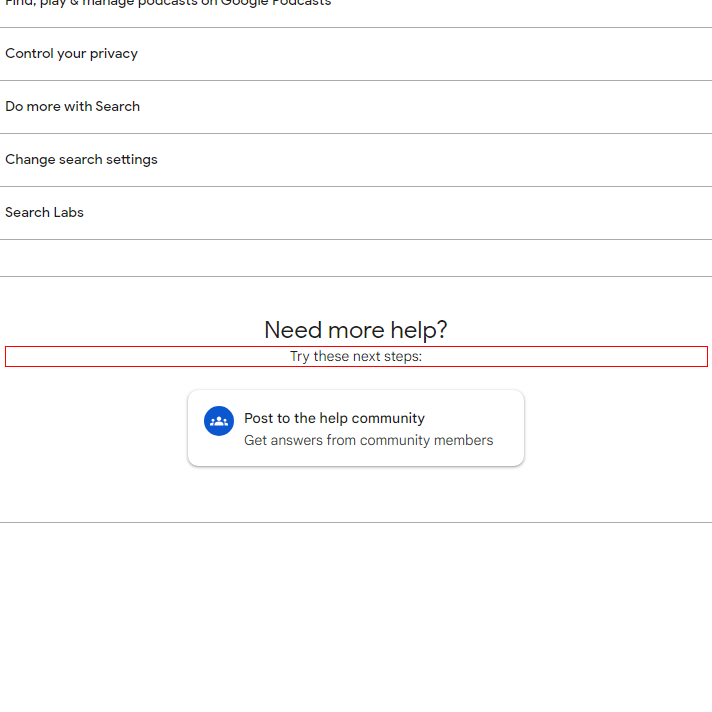 Find, play & manage podcasts on Google Podcasts
Control your privacy
Do more with Search
Change search settings
Search Labs
Need more help?
Try these next steps:
Post to the help community
Get answers from community members